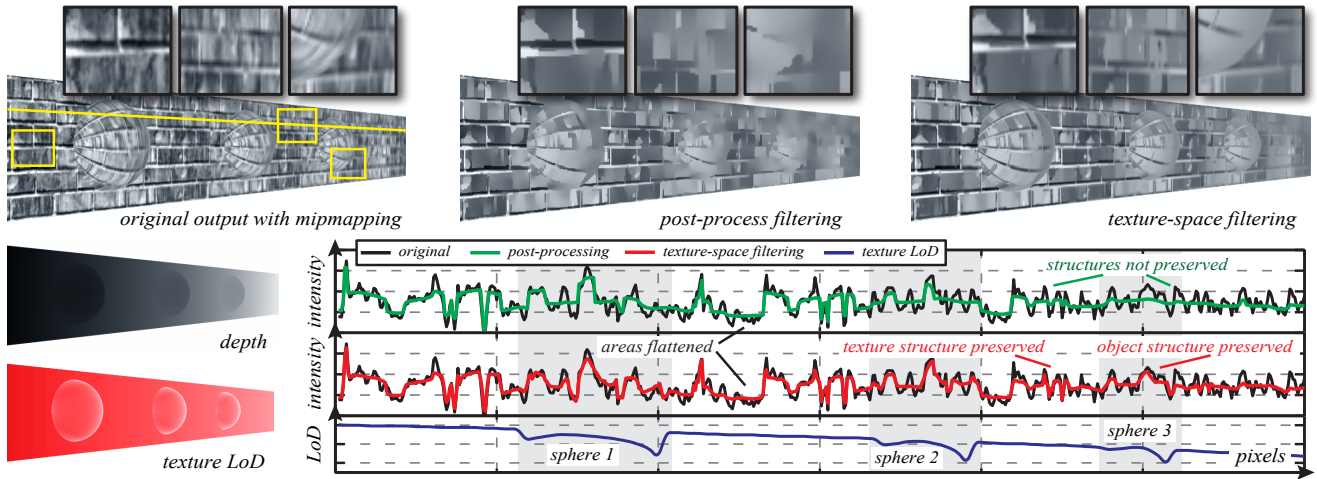 original output with mipmapping
post-process filtering
texture-space filtering
depth
texture LoD
original
post-processing
texture-space filtering
texture LoD
intensity
structures not preserved
areas flattened
intensity
texture structure preserved
object structure preserved
LoD
sphere 1
sphere 2
sphere 3
pixels